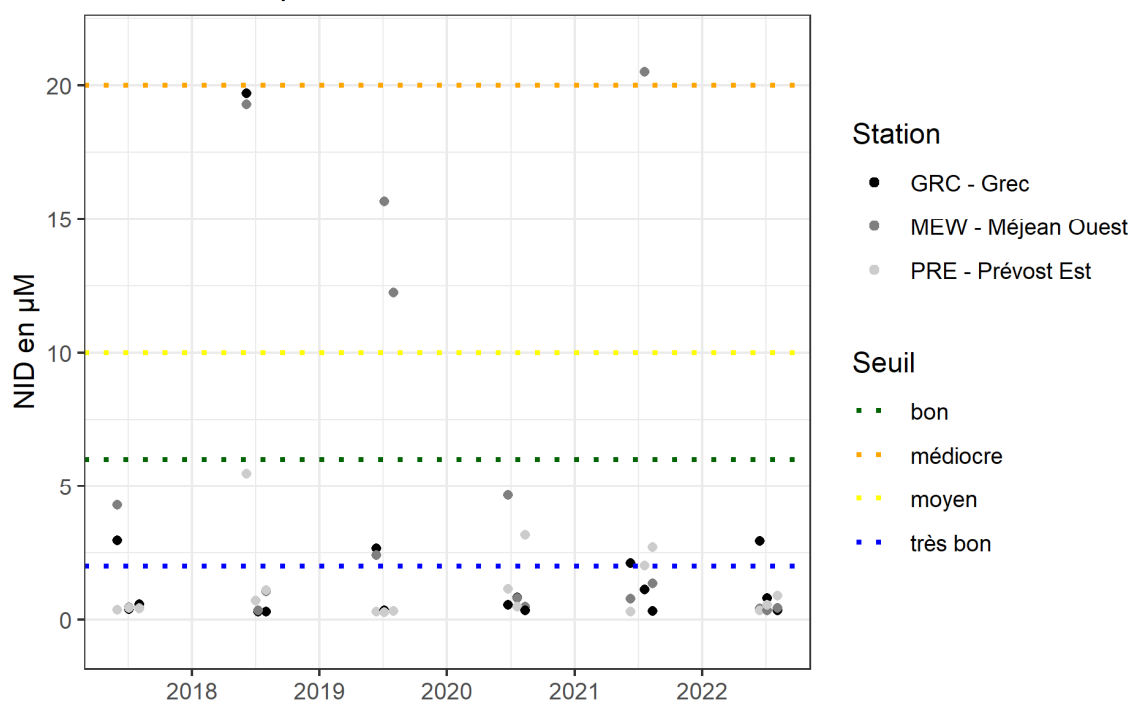 NID en µM
20
15
10
5
0
2018
2019
2020
2021
2022
Station
GRC - Grec
MEW - Méjean Ouest
PRE - Prévost Est
Seuil
bon
médiocre
moyen
très bon